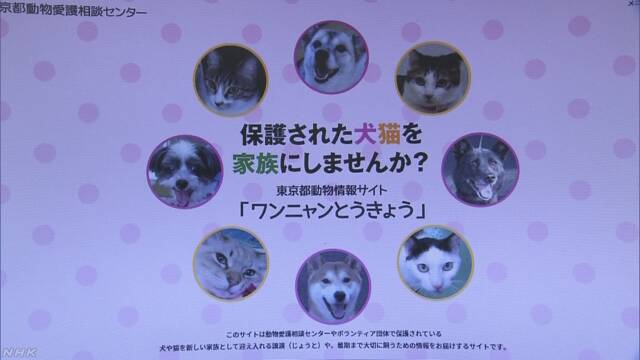 京都動物愛護相談センター
メニ
保護された犬猫を
家族にしませんか?
東京都動物情報サイト
「ワンニャンとうきょう」
このサイトは動物愛護相談センターやボランティア団体で保護されている
犬や猫を新しい家族として迎え入れる譲渡(じょうと)や、最期まで大切に飼うための情報をお届けするサイトです。
NHK